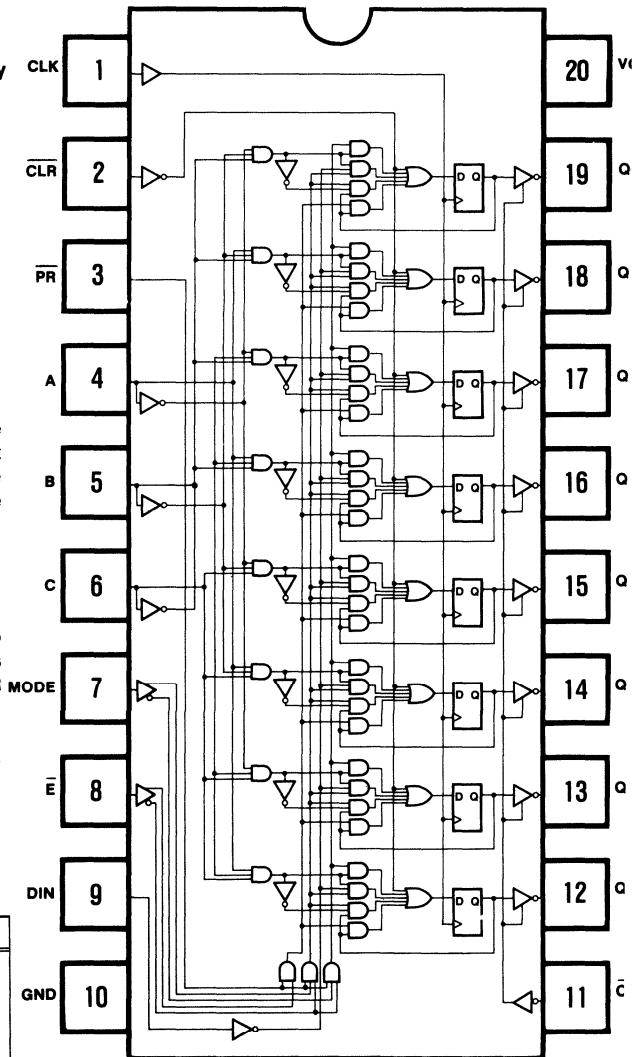 CLK 1 20
CLR 2 19 Q
PR 3 18 Q
A 4 17 Q
B 5 16 Q
C 6 15 Q
MODE 7 14 Q
E 8 13 Q
DIN 9 12 Q
GND 10 11
D Q
D Q
D Q
D Q
D Q
D Q
D Q
D Q